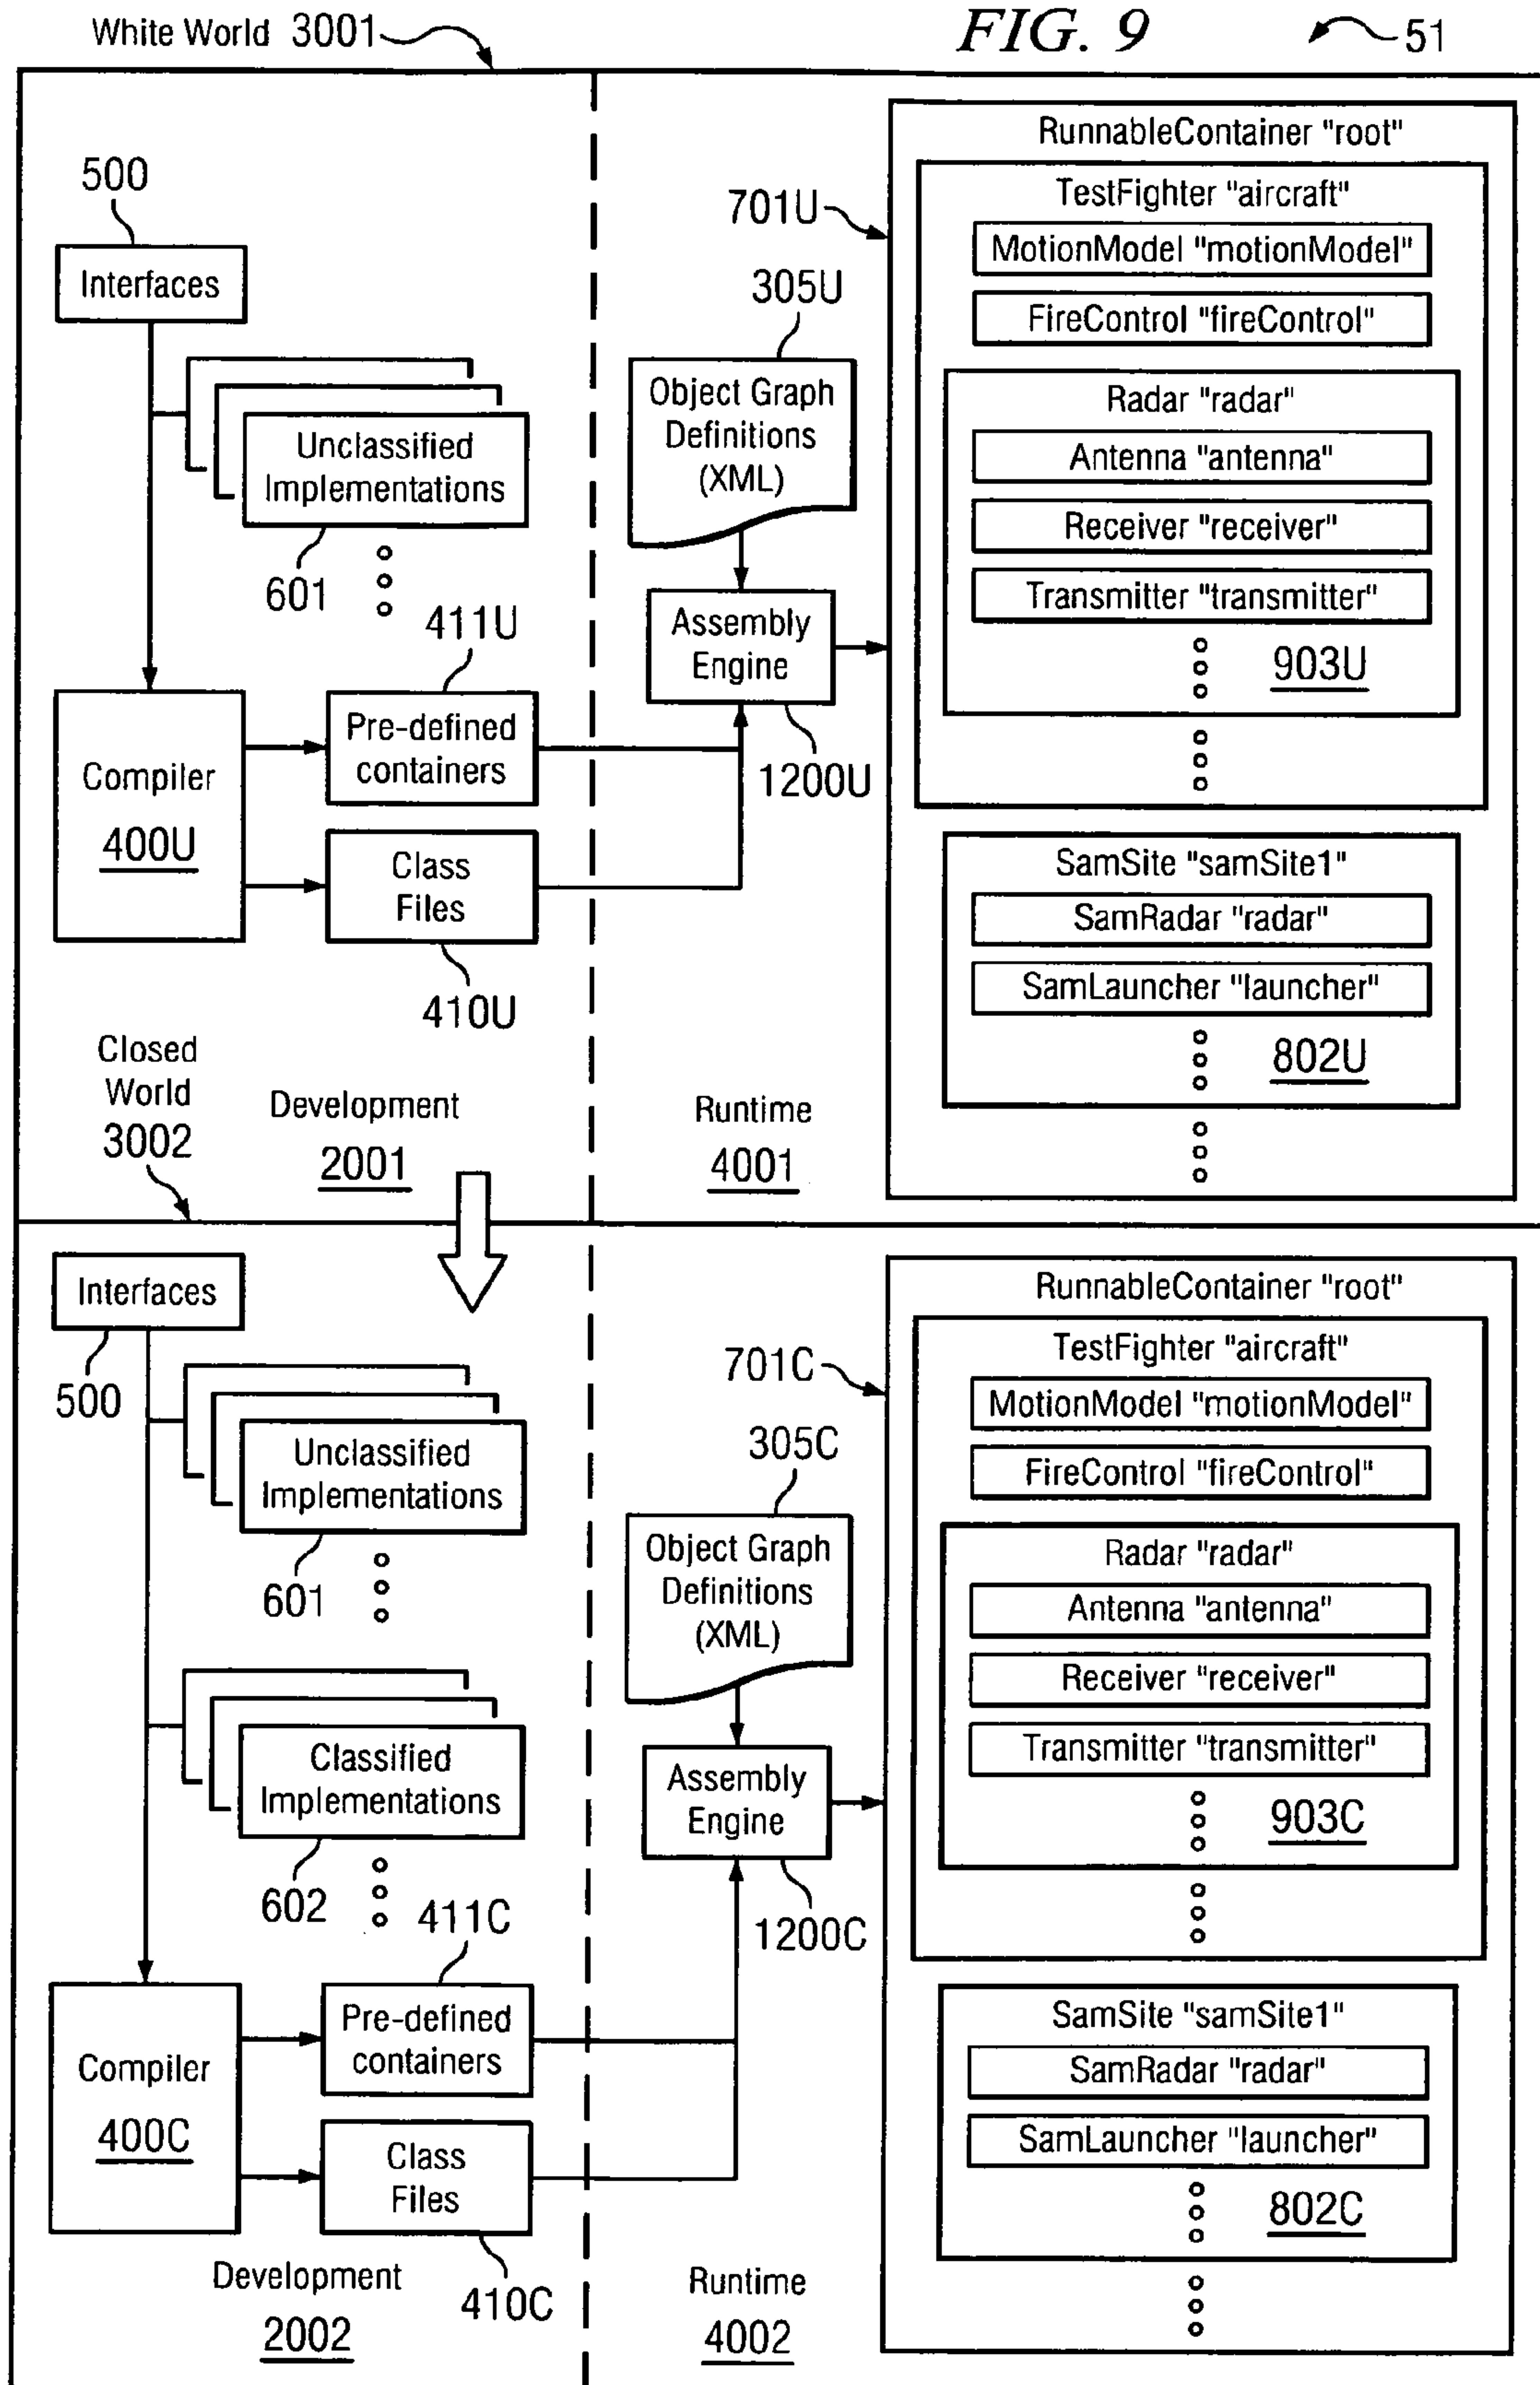 White World 3001
FIG. 9
51
500
Interfaces
Unclassified
Implementations
601
411U
Compiler
400U
Pre-defined
containers
Class
Files
410U
Closed
World
3002
Development
2001
701U
305U
Object Graph
Definitions
(XML)
Assembly
Engine
1200U
Runtime
4001
RunnableContainer "root"
TestFighter "aircraft"
MotionModel "motionModel"
FireControl "fireControl"
Radar "radar"
Antenna "antenna"
Receiver "receiver"
Transmitter "transmitter"
903U
SamSite "samSite1"
SamRadar "radar"
SamLauncher "launcher"
802U
Interfaces
500
Unclassified
Implementations
601
Classified
Implementations
602
411C
Compiler
400C
Pre-defined
containers
Class
Files
410C
Development
2002
701C
305C
Object Graph
Definitions
(XML)
Assembly
Engine
1200C
Runtime
4002
RunnableContainer "root"
TestFighter "aircraft"
MotionModel "motionModel"
FireControl "fireControl"
Radar "radar"
Antenna "antenna"
Receiver "receiver"
Transmitter "transmitter"
903C
SamSite "samSite1"
SamRadar "radar"
SamLauncher "launcher"
802C